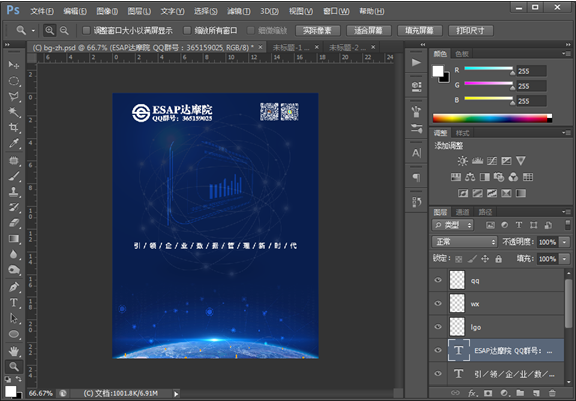 Ps 文件(F) 编辑(E) 图像(I) 图层(L) 文字(Y) 选择(S) 滤镜(T) 3D(D) 视图(V) 窗口(W) 帮助(H)
调整窗口大小以满屏显示 缩放所有窗口 细微缩放 实际像素 适合屏幕 填充屏幕 打印尺寸
(C) bg-zh.psd @ 66.7% (ESAP达摩院 QQ群号：365159025, RGB/8) * × 未标题-1 ... × 未标题-2 ... ×
ESAP达摩院
QQ群号：365159025
引/领/企/业/数/据/管/理/新/时/代
66.67% (C) 文档:1001.8K/6.91M
颜色 色板
R 255
G 255
B 255
调整 样式
添加调整
图层 通道 路径
类型
正常 不透明度: 100%
锁定: 填充: 100%
qq
wx
lgo
T ESAP达摩院 QQ群号： ...
T 引/领/企/业/数/...
fx